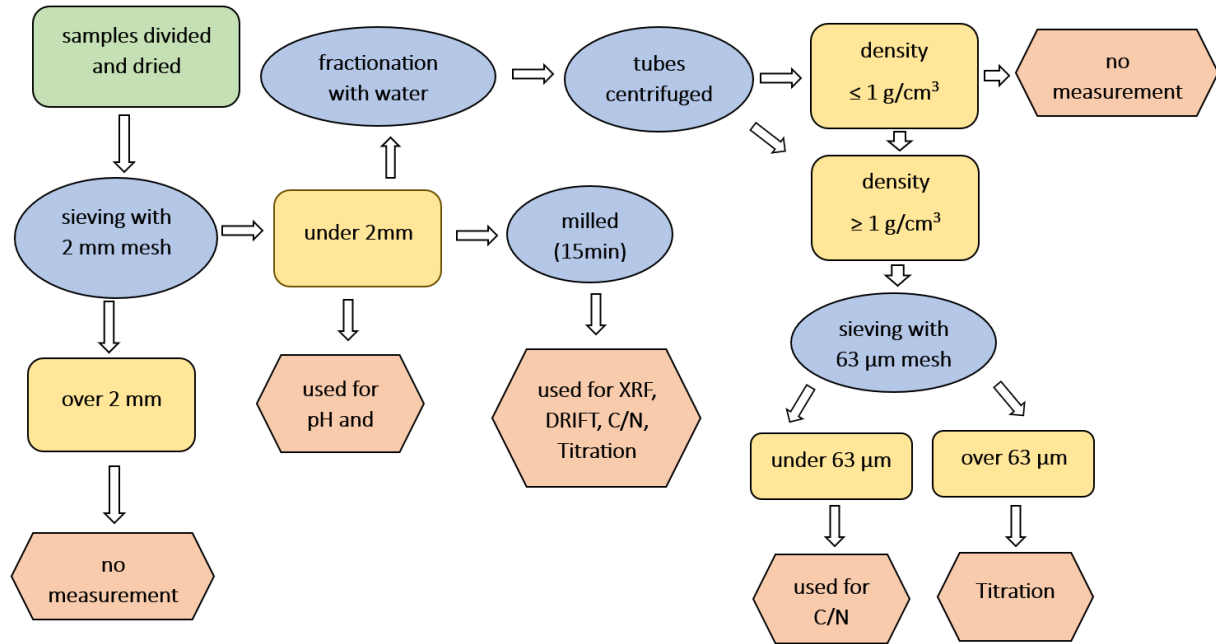 samples divided
and dried
fractionation
with water
tubes
centrifuged
density
≤ 1 g/cm³
no
measurement
density
≥ 1 g/cm³
sieving with
2 mm mesh
under 2mm
milled
(15min)
sieving with
63 µm mesh
over 2 mm
used for
pH and
used for XRF,
DRIFT, C/N,
Titration
under 63 µm
over 63 µm
no
measurement
used for
C/N
Titration